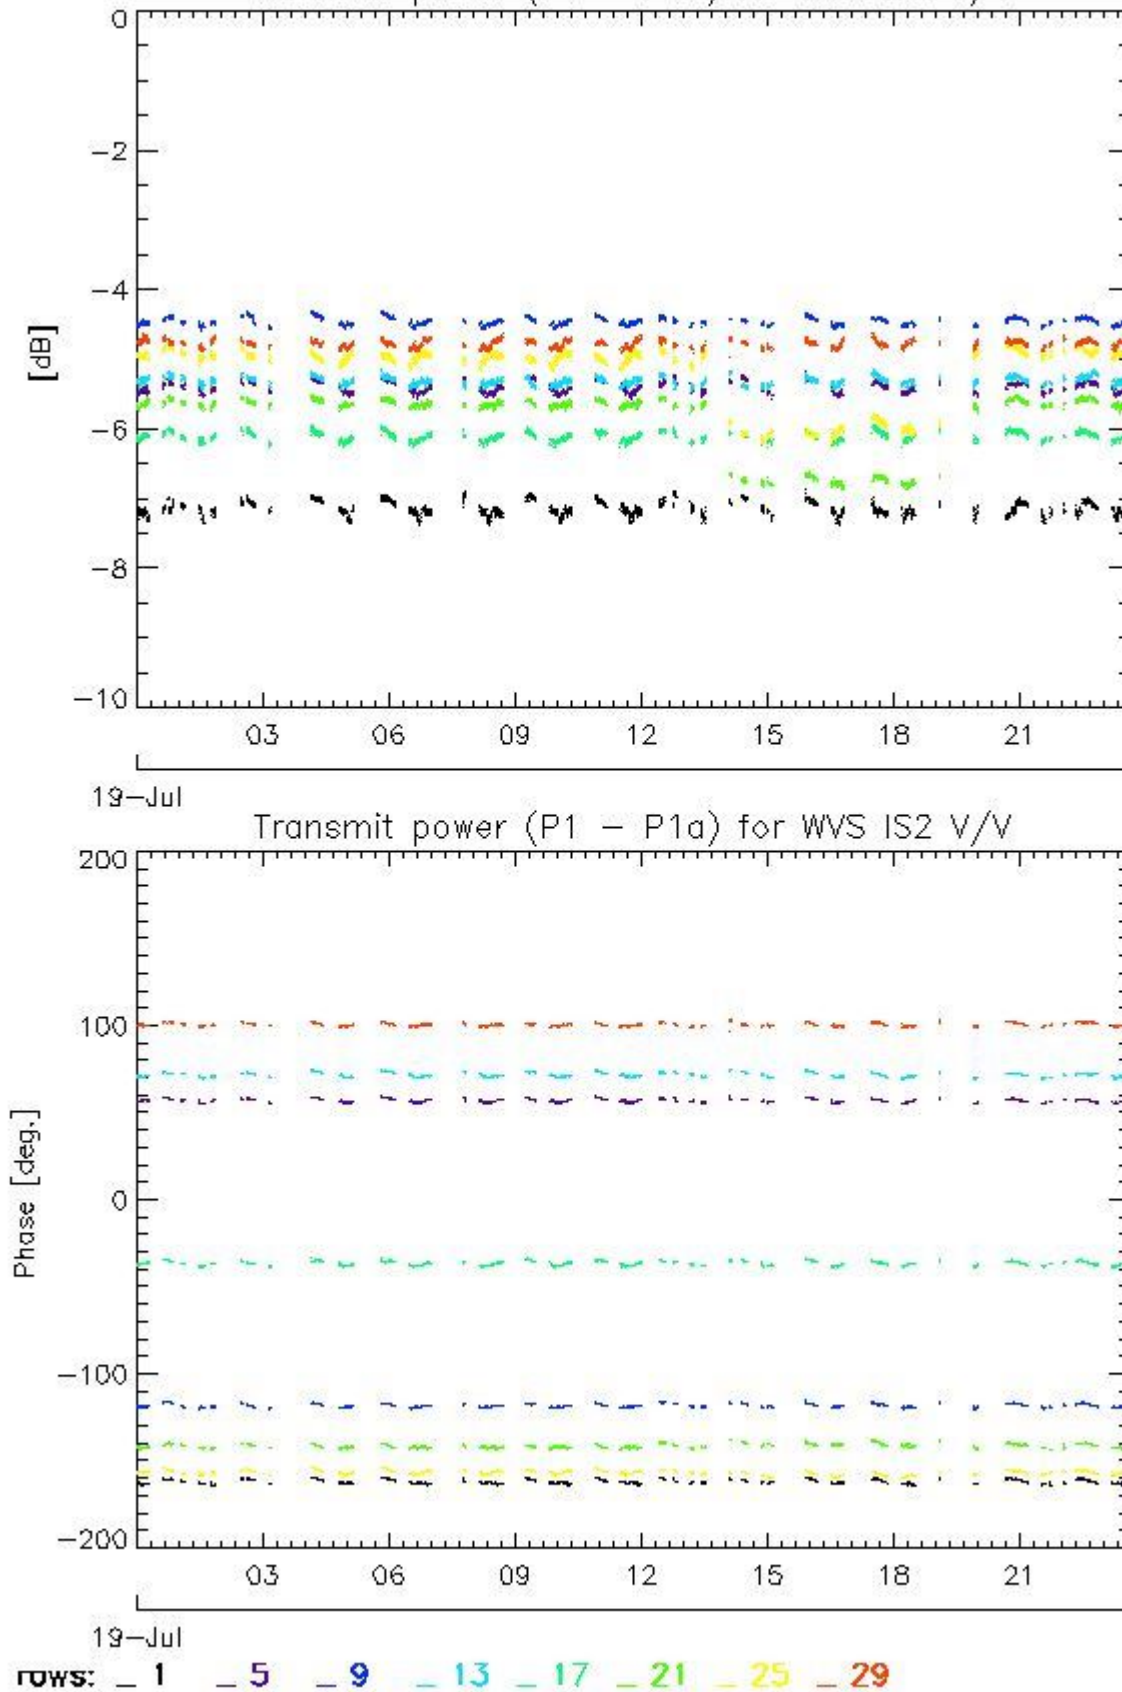 0
-2
-4
[dB]
-6
-8
-10
03 06 09 12 15 18 21
19-Jul
Transmit power (P1 - P1a) for WVS IS2 V/V
200
100
0
Phase [deg.]
-100
-200
03 06 09 12 15 18 21
19-Jul
rows: _ 1 _ 5 _ 9 _ 13 _ 17 _ 21 _ 25 _ 29